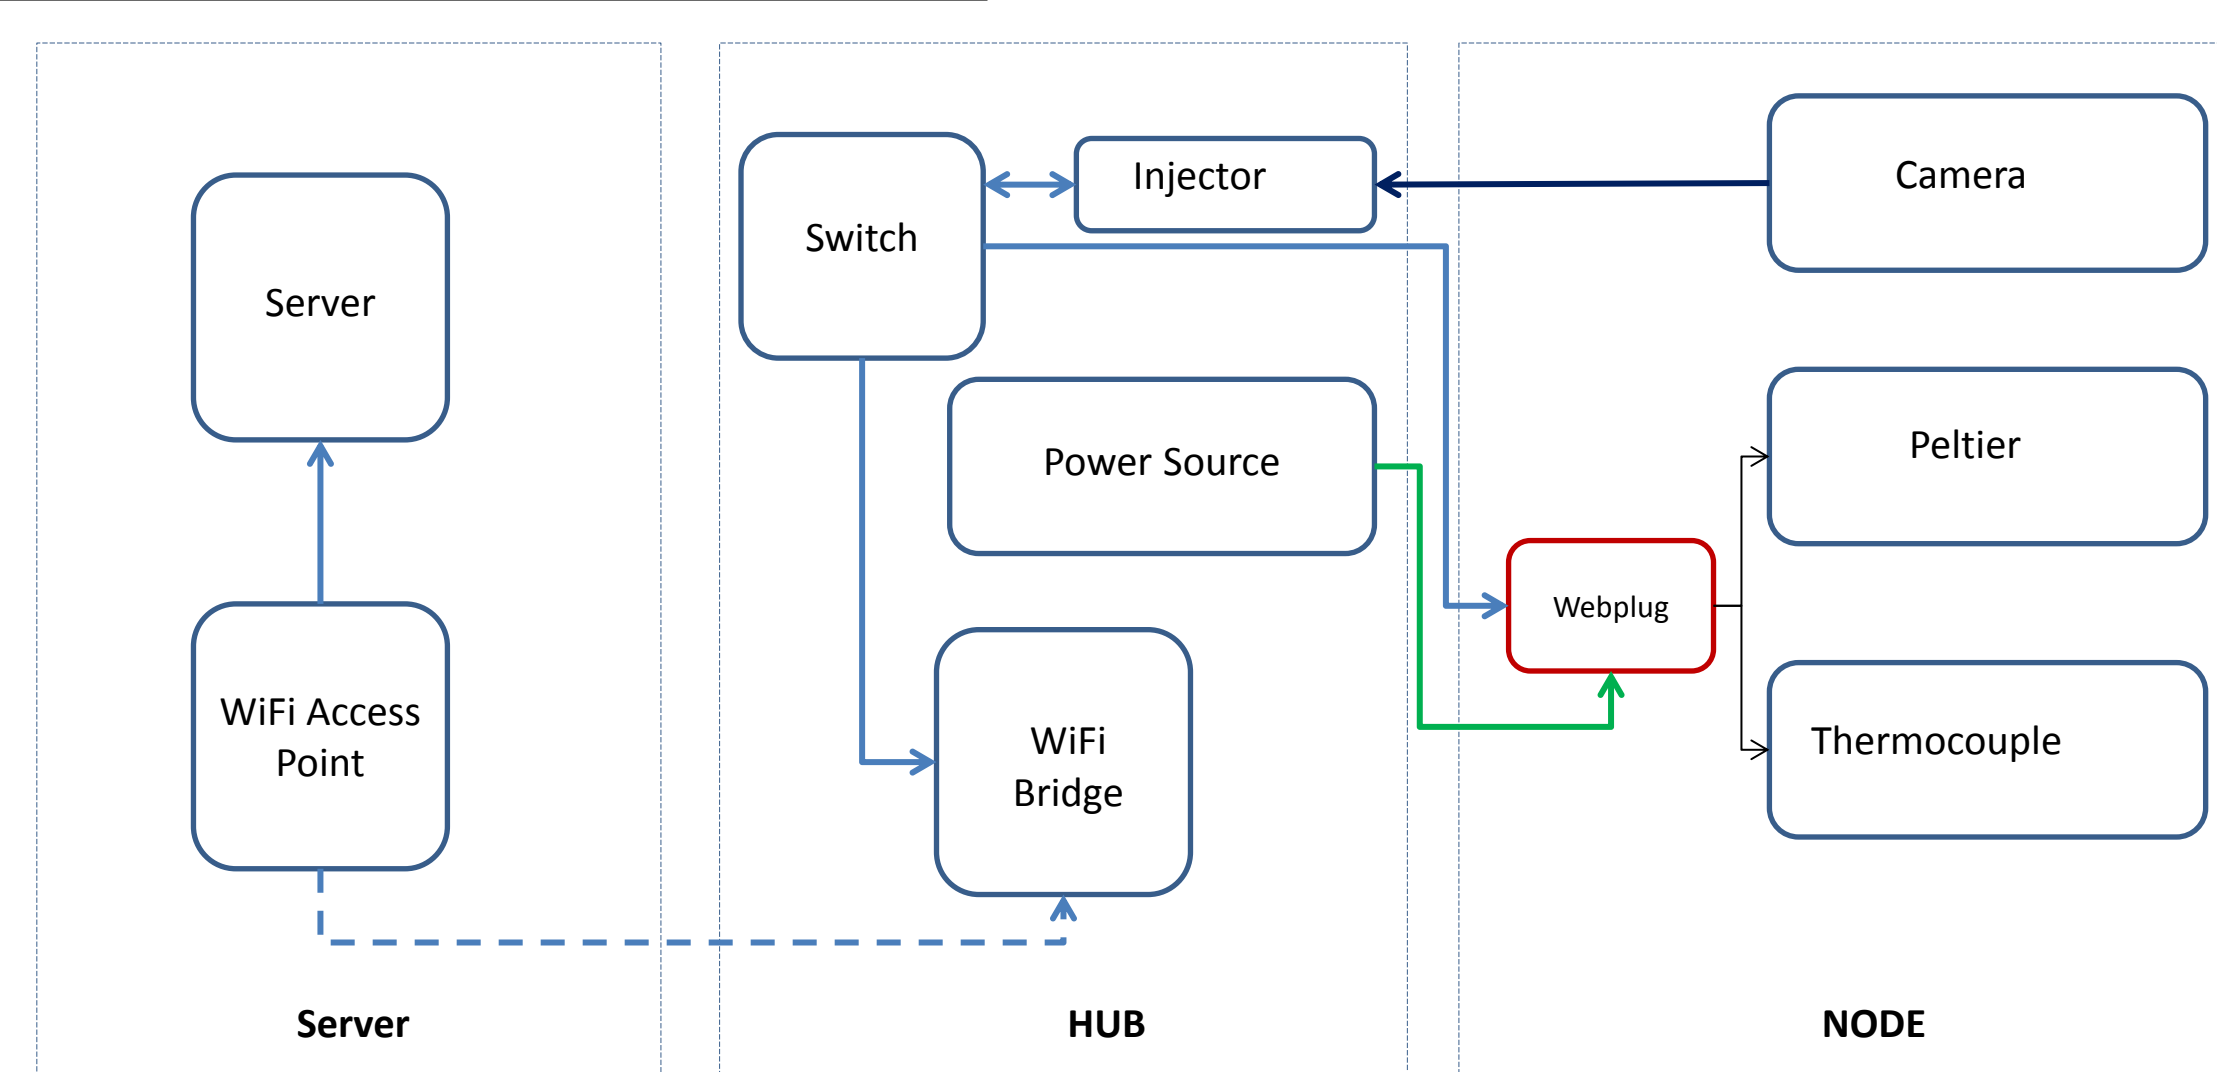 Server
WiFi Access
Point
Server
Switch
Injector
Power Source
WiFi
Bridge
HUB
Camera
Peltier
Webplug
Thermocouple
NODE